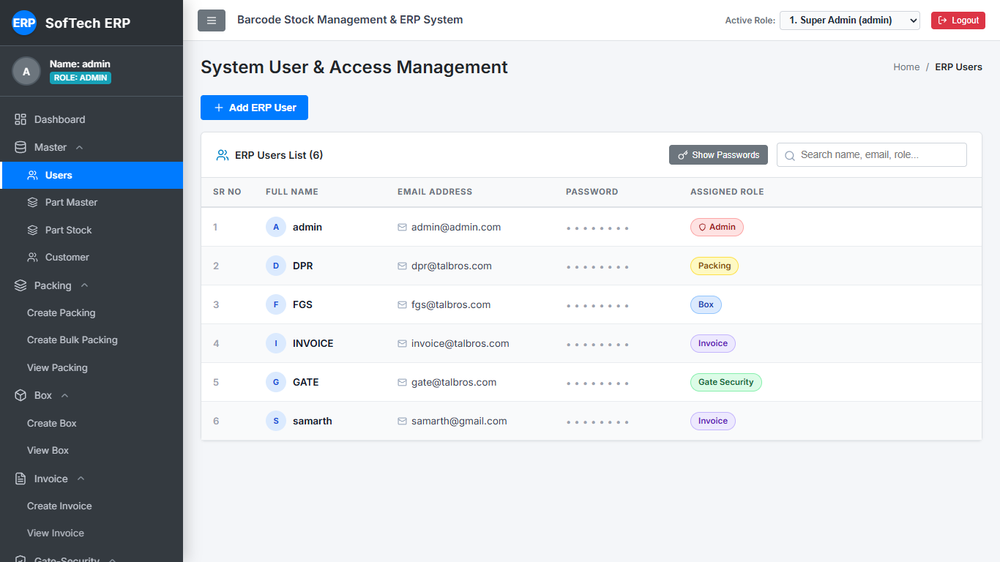 ERP SofTech ERP
Barcode Stock Management & ERP System
Active Role: 1. Super Admin (admin) Logout
A Name: admin
ROLE: ADMIN
Dashboard
Master
Users
Part Master
Part Stock
Customer
Packing
Create Packing
Create Bulk Packing
View Packing
Box
Create Box
View Box
Invoice
Create Invoice
View Invoice
Gate-Security
System User & Access Management
Home / ERP Users
+ Add ERP User
ERP Users List (6)
Show Passwords Search name, email, role...
SR NO FULL NAME EMAIL ADDRESS PASSWORD ASSIGNED ROLE
1 A admin admin@admin.com •••••••• Admin
2 D DPR dpr@talbros.com •••••••• Packing
3 F FGS fgs@talbros.com •••••••• Box
4 I INVOICE invoice@talbros.com •••••••• Invoice
5 G GATE gate@talbros.com •••••••• Gate Security
6 S samarth samarth@gmail.com •••••••• Invoice